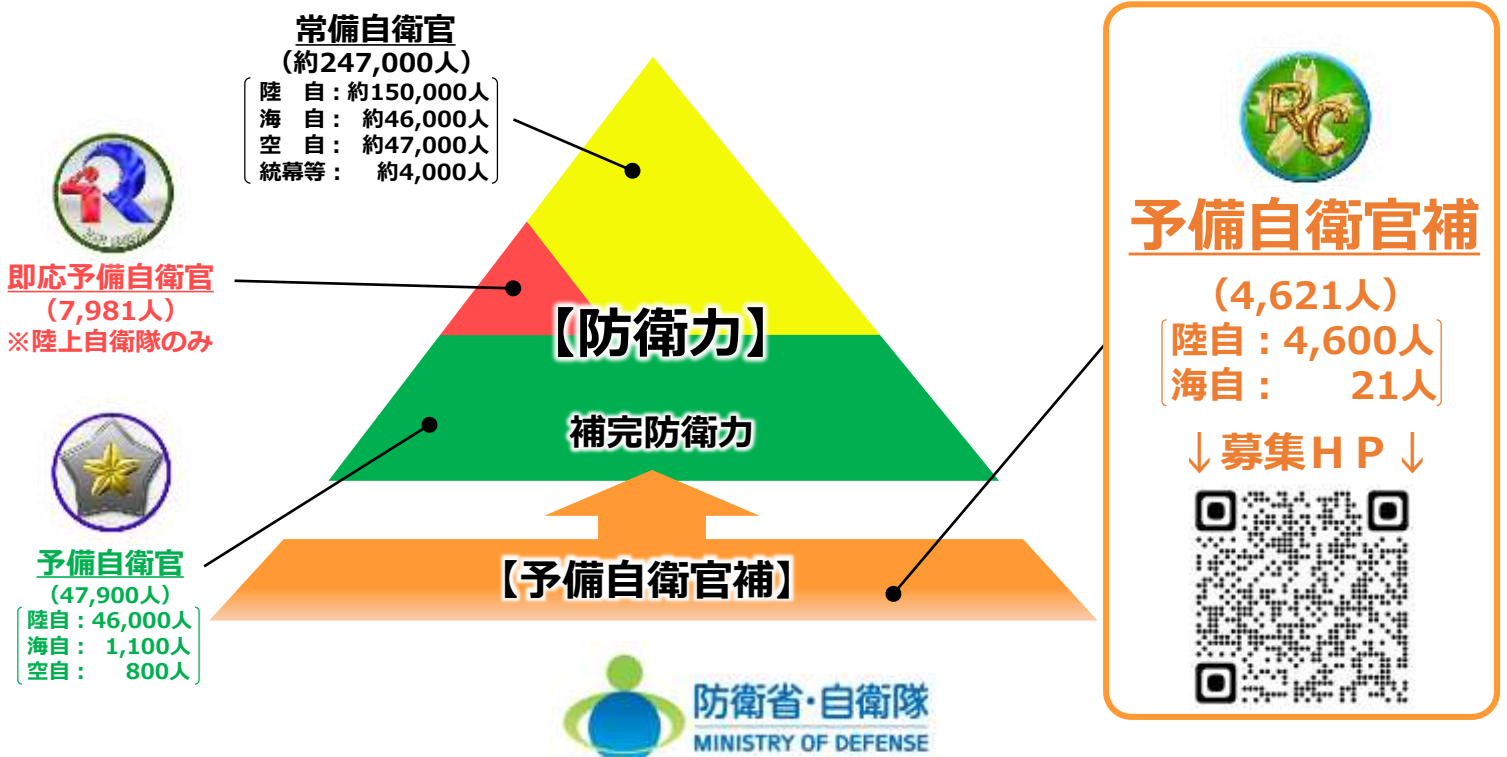 常備自衛官
（約247,000人）
陸　自：約150,000人
海　自：　約46,000人
空　自：　約47,000人
統幕等：　約4,000人
即応予備自衛官
（7,981人）
※陸上自衛隊のみ
予備自衛官
（47,900人）
陸自：46,000人
海自：　1,100人
空自：　800人
【防衛力】
補完防衛力
【予備自衛官補】
防衛省・自衛隊
MINISTRY OF DEFENSE
RC
予備自衛官補
（4,621人）
陸自：4,600人
海自：　21人
↓募集ＨＰ↓